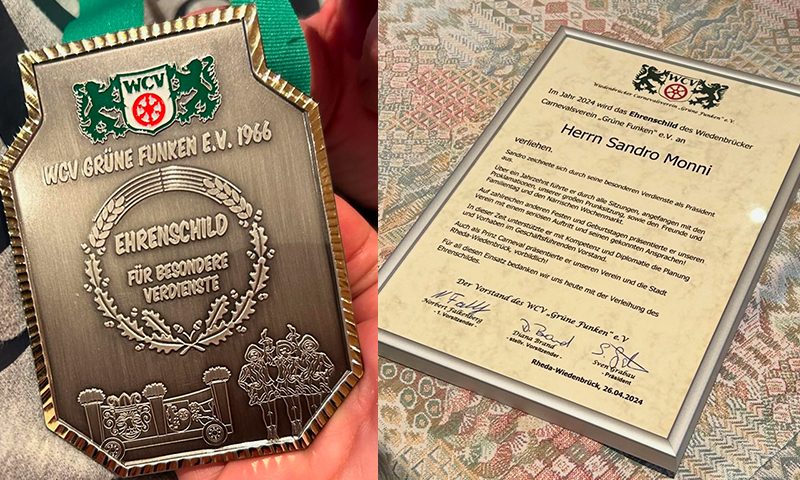 WCV
WCV GRÜNE FUNKEN E.V. 1966
EHRENSCHILD
FÜR BESONDERE
VERDIENSTE
WCV
Wiedenbrücker Carnevalsverein „Grüne Funken" e.V.
Im Jahr 2024 wird das Ehrenschild des Wiedenbrücker
Carnevalsverein „Grüne Funken" e.V. an
Herrn Sandro Monni
verliehen.
Sandro zeichnete sich durch seine besonderen Verdienste als Präsident
aus.
Über ein Jahrzehnt führte er durch alle Sitzungen, angefangen mit den
Proklamationen, unserer großen Prunksitzung, sowie den Freunde und
Familientag und den Närrischen Wochenmarkt.
Auf zahlreichen anderen Festen und Geburtstagen präsentierte er unseren
Verein mit einem seriösen Auftritt und seinen gekonnten Ansprachen!
In dieser Zeit unterstützte er mit Kompetenz und Diplomatie die Planung
und Vorhaben im Geschäftsführenden Vorstand.
Auch als Prinz Carneval präsentierte er unseren Verein und die Stadt
Rheda-Wiedenbrück, vorbildlich!
Für all diesen Einsatz bedanken wir uns heute mit der Verleihung des
Ehrenschildes.
Der Vorstand des WCV „Grüne Funken" e.V
Norbert Falkenberg
- 1. Vorsitzender -
Diana Brand
- stellv. Vorsitzender -
Sven Grabau
- Präsident
Rheda-Wiedenbrück, 26.04.2024